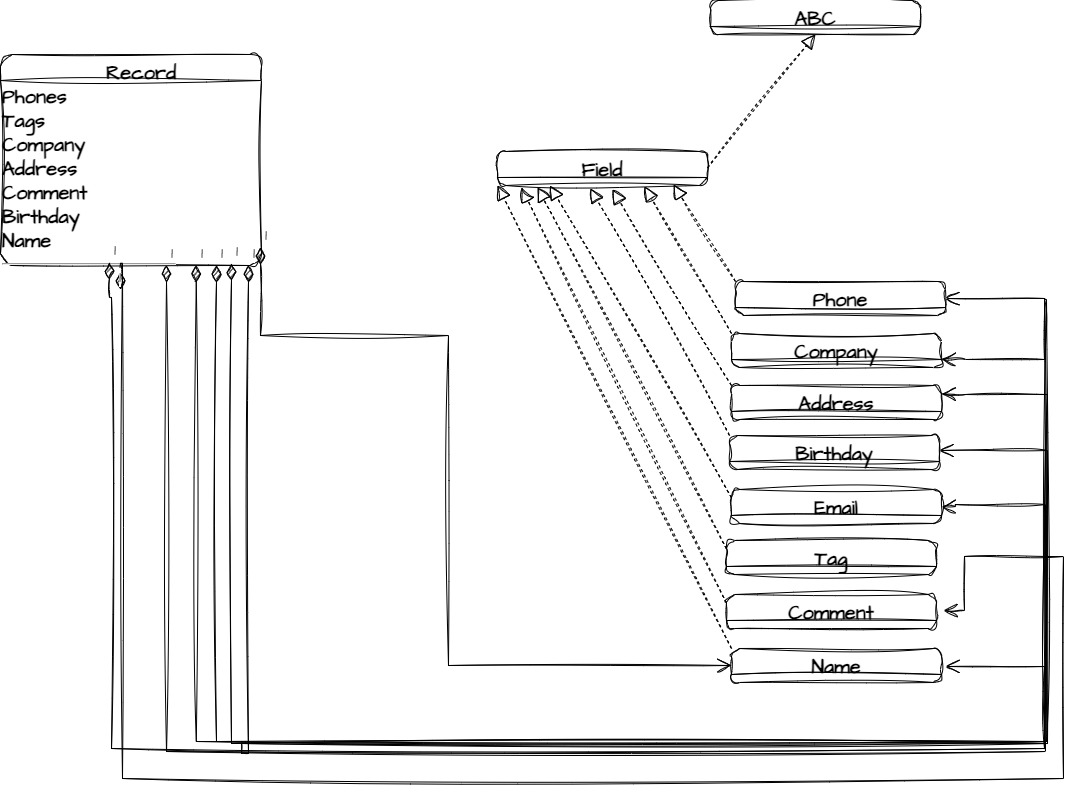 ABC
Record
Phones
Tags
Company
Address
Comment
Birthday
Name
Field
Phone
Company
Address
Birthday
Email
Tag
Comment
Name